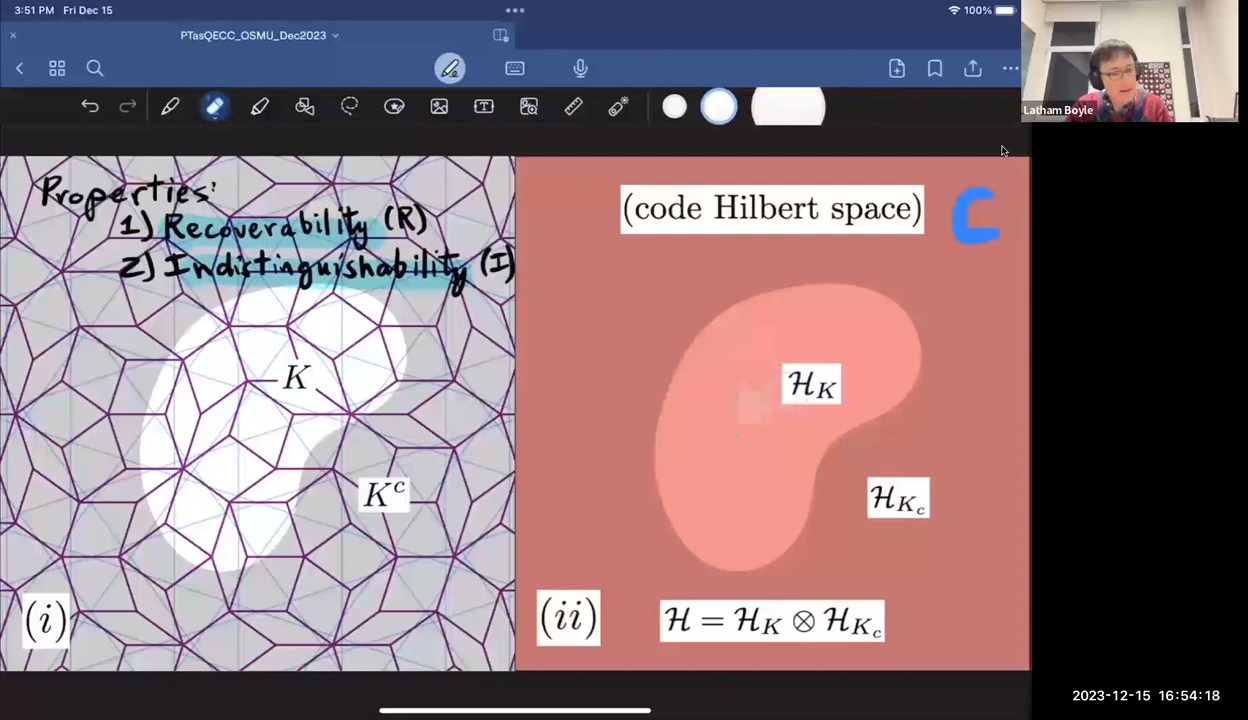 3:51 PM Fri Dec 15
100%
PTasQECC_OSMU_Dec2023
Latham Boyle
Properties:
1) Recoverability (R)
2) Indistinguishability (I)
K
K^c
(i)
(code Hilbert space) C
ℋ_K
ℋ_{K_c}
(ii)
ℋ = ℋ_K ⊗ ℋ_{K_c}
2023-12-15 16:54:18